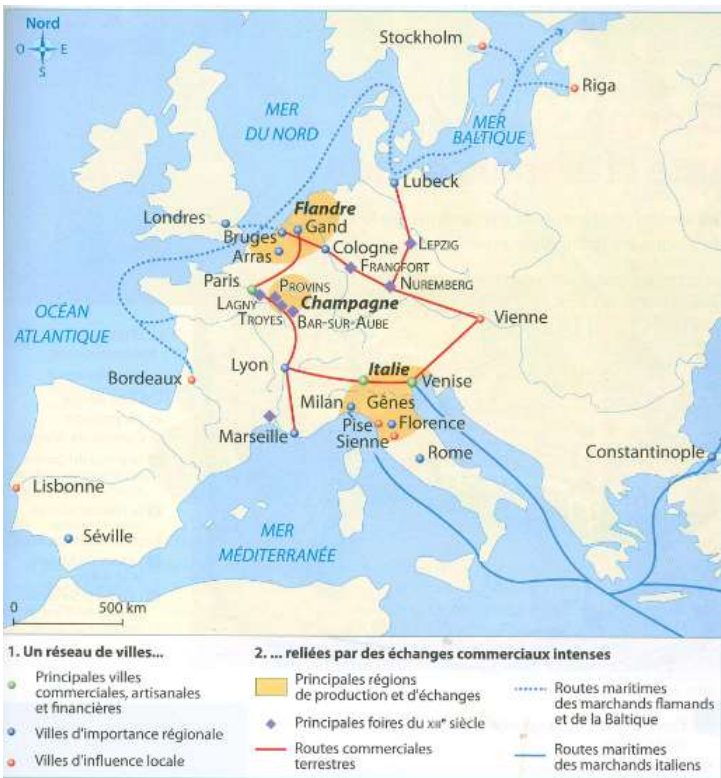 Nord
O E
S
Stockholm
Riga
MER
DU NORD
MER
BALTIQUE
Lubeck
Londres
Flandre
Bruges
Gand
Cologne
LEPZIG
Arras
FRANCFORT
Paris
PROVINS
NUREMBERG
LAGNY
Champagne
TROYES
BAR-SUR-AUBE
Vienne
OCÉAN
ATLANTIQUE
Lyon
Italie
Bordeaux
Venise
Milan
Gênes
Pise
Florence
Marseille
Sienne
Rome
Constantinople
Lisbonne
Séville
MER
MÉDITERRANÉE
0 500 km
1. Un réseau de villes...
Principales villes
commerciales, artisanales
et financières
Villes d'importance régionale
Villes d'influence locale
2. ... reliées par des échanges commerciaux intenses
Principales régions
de production et d'échanges
Principales foires du XIIIe siècle
Routes commerciales
terrestres
Routes maritimes
des marchands flamands
et de la Baltique
Routes maritimes
des marchands italiens